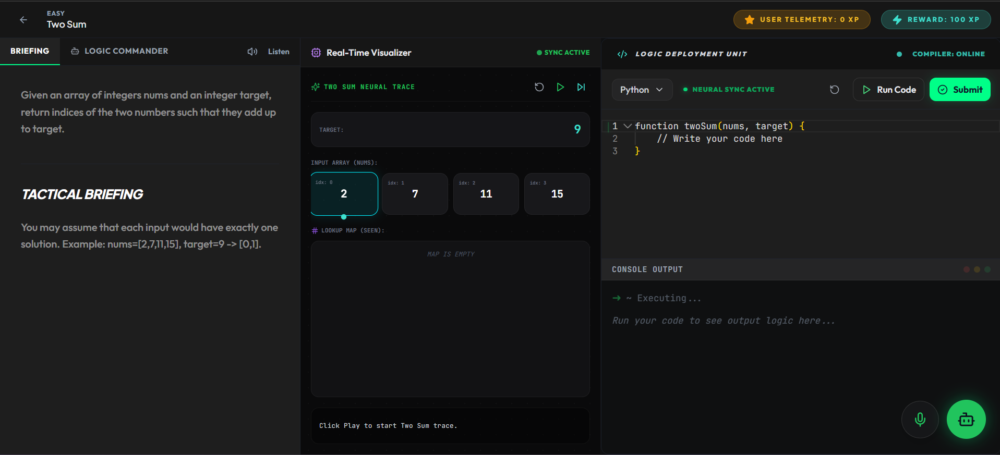 EASY
Two Sum
USER TELEMETRY: 0 XP
REWARD: 100 XP
BRIEFING
LOGIC COMMANDER
Listen
Given an array of integers nums and an integer target,
return indices of the two numbers such that they add up
to target.
TACTICAL BRIEFING
You may assume that each input would have exactly one
solution. Example: nums=[2,7,11,15], target=9 -> [0,1].
Real-Time Visualizer
SYNC ACTIVE
TWO SUM NEURAL TRACE
TARGET:
9
INPUT ARRAY (NUMS):
idx: 0
2
idx: 1
7
idx: 2
11
idx: 3
15
# LOOKUP MAP (SEEN):
MAP IS EMPTY
Click Play to start Two Sum trace.
</> LOGIC DEPLOYMENT UNIT
COMPILER: ONLINE
Python
NEURAL SYNC ACTIVE
Run Code
Submit
1 function twoSum(nums, target) {
2 // Write your code here
3 }
CONSOLE OUTPUT
➜ ~ Executing...
Run your code to see output logic here...